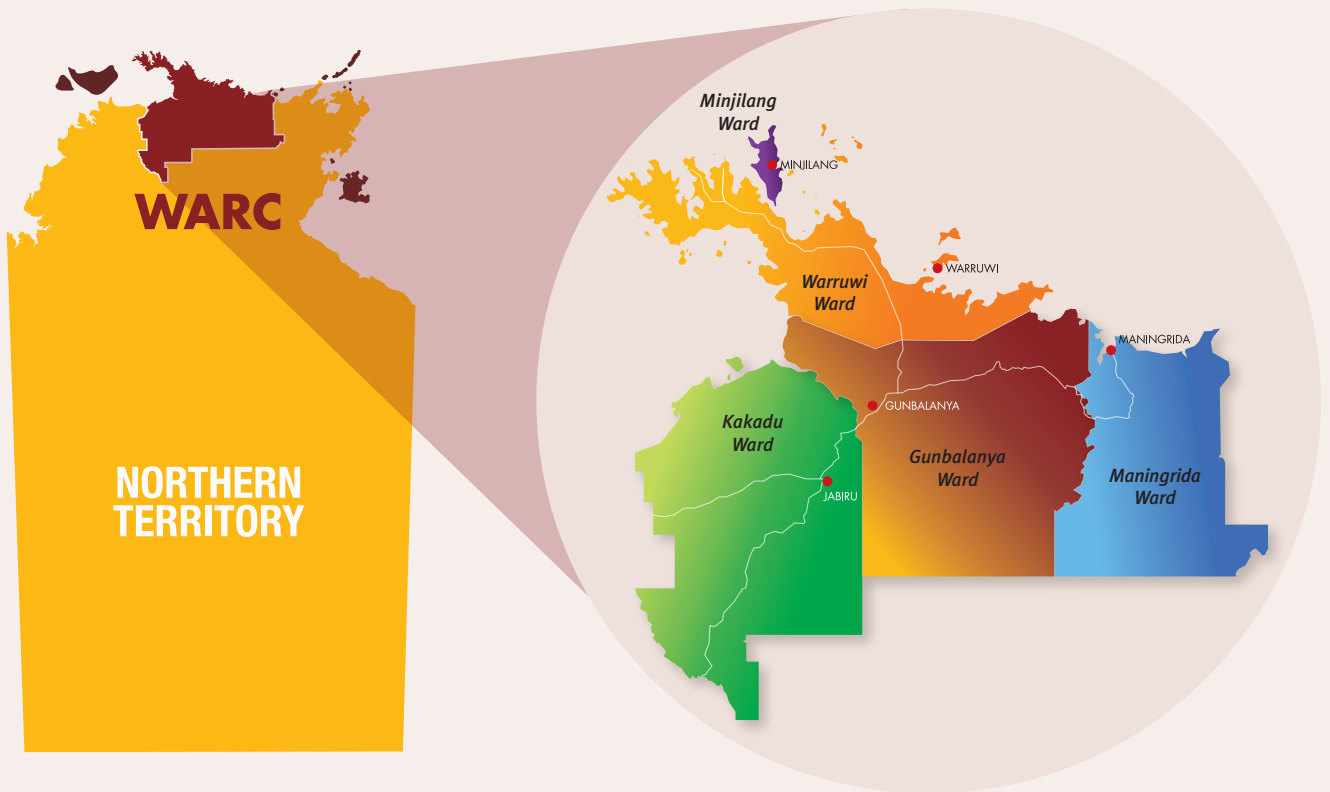 WARC
NORTHERN
TERRITORY
Minjilang
Ward
MINJILANG
Warruwi
Ward
WARRUWI
MANINGRIDA
GUNBALANYA
Kakadu
Ward
Gunbalanya
Ward
Maningrida
Ward
JABIRU